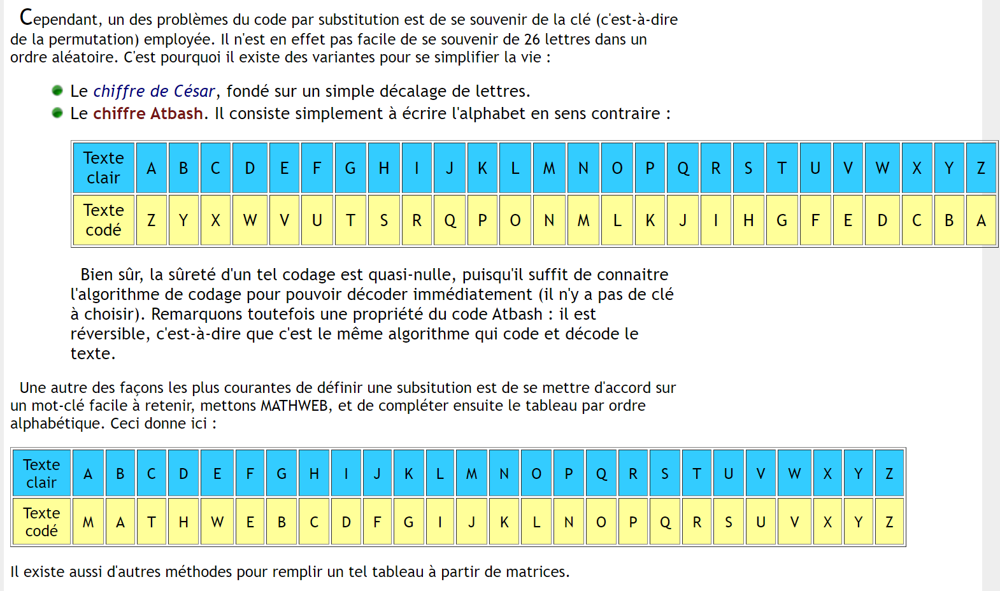 Cependant, un des problèmes du code par substitution est de se souvenir de la clé (c'est-à-dire
de la permutation) employée. Il n'est en effet pas facile de se souvenir de 26 lettres dans un
ordre aléatoire. C'est pourquoi il existe des variantes pour se simplifier la vie :
Le chiffre de César, fondé sur un simple décalage de lettres.
Le chiffre Atbash. Il consiste simplement à écrire l'alphabet en sens contraire :
Texte clair A B C D E F G H I J K L M N O P Q R S T U V W X Y Z
Texte codé Z Y X W V U T S R Q P O N M L K J I H G F E D C B A
Bien sûr, la sûreté d'un tel codage est quasi-nulle, puisqu'il suffit de connaitre
l'algorithme de codage pour pouvoir décoder immédiatement (il n'y a pas de clé
à choisir). Remarquons toutefois une propriété du code Atbash : il est
réversible, c'est-à-dire que c'est le même algorithme qui code et décode le
texte.
Une autre des façons les plus courantes de définir une subsitution est de se mettre d'accord sur
un mot-clé facile à retenir, mettons MATHWEB, et de compléter ensuite le tableau par ordre
alphabétique. Ceci donne ici :
Texte clair A B C D E F G H I J K L M N O P Q R S T U V W X Y Z
Texte codé M A T H W E B C D F G I J K L N O P Q R S U V X Y Z
Il existe aussi d'autres méthodes pour remplir un tel tableau à partir de matrices.